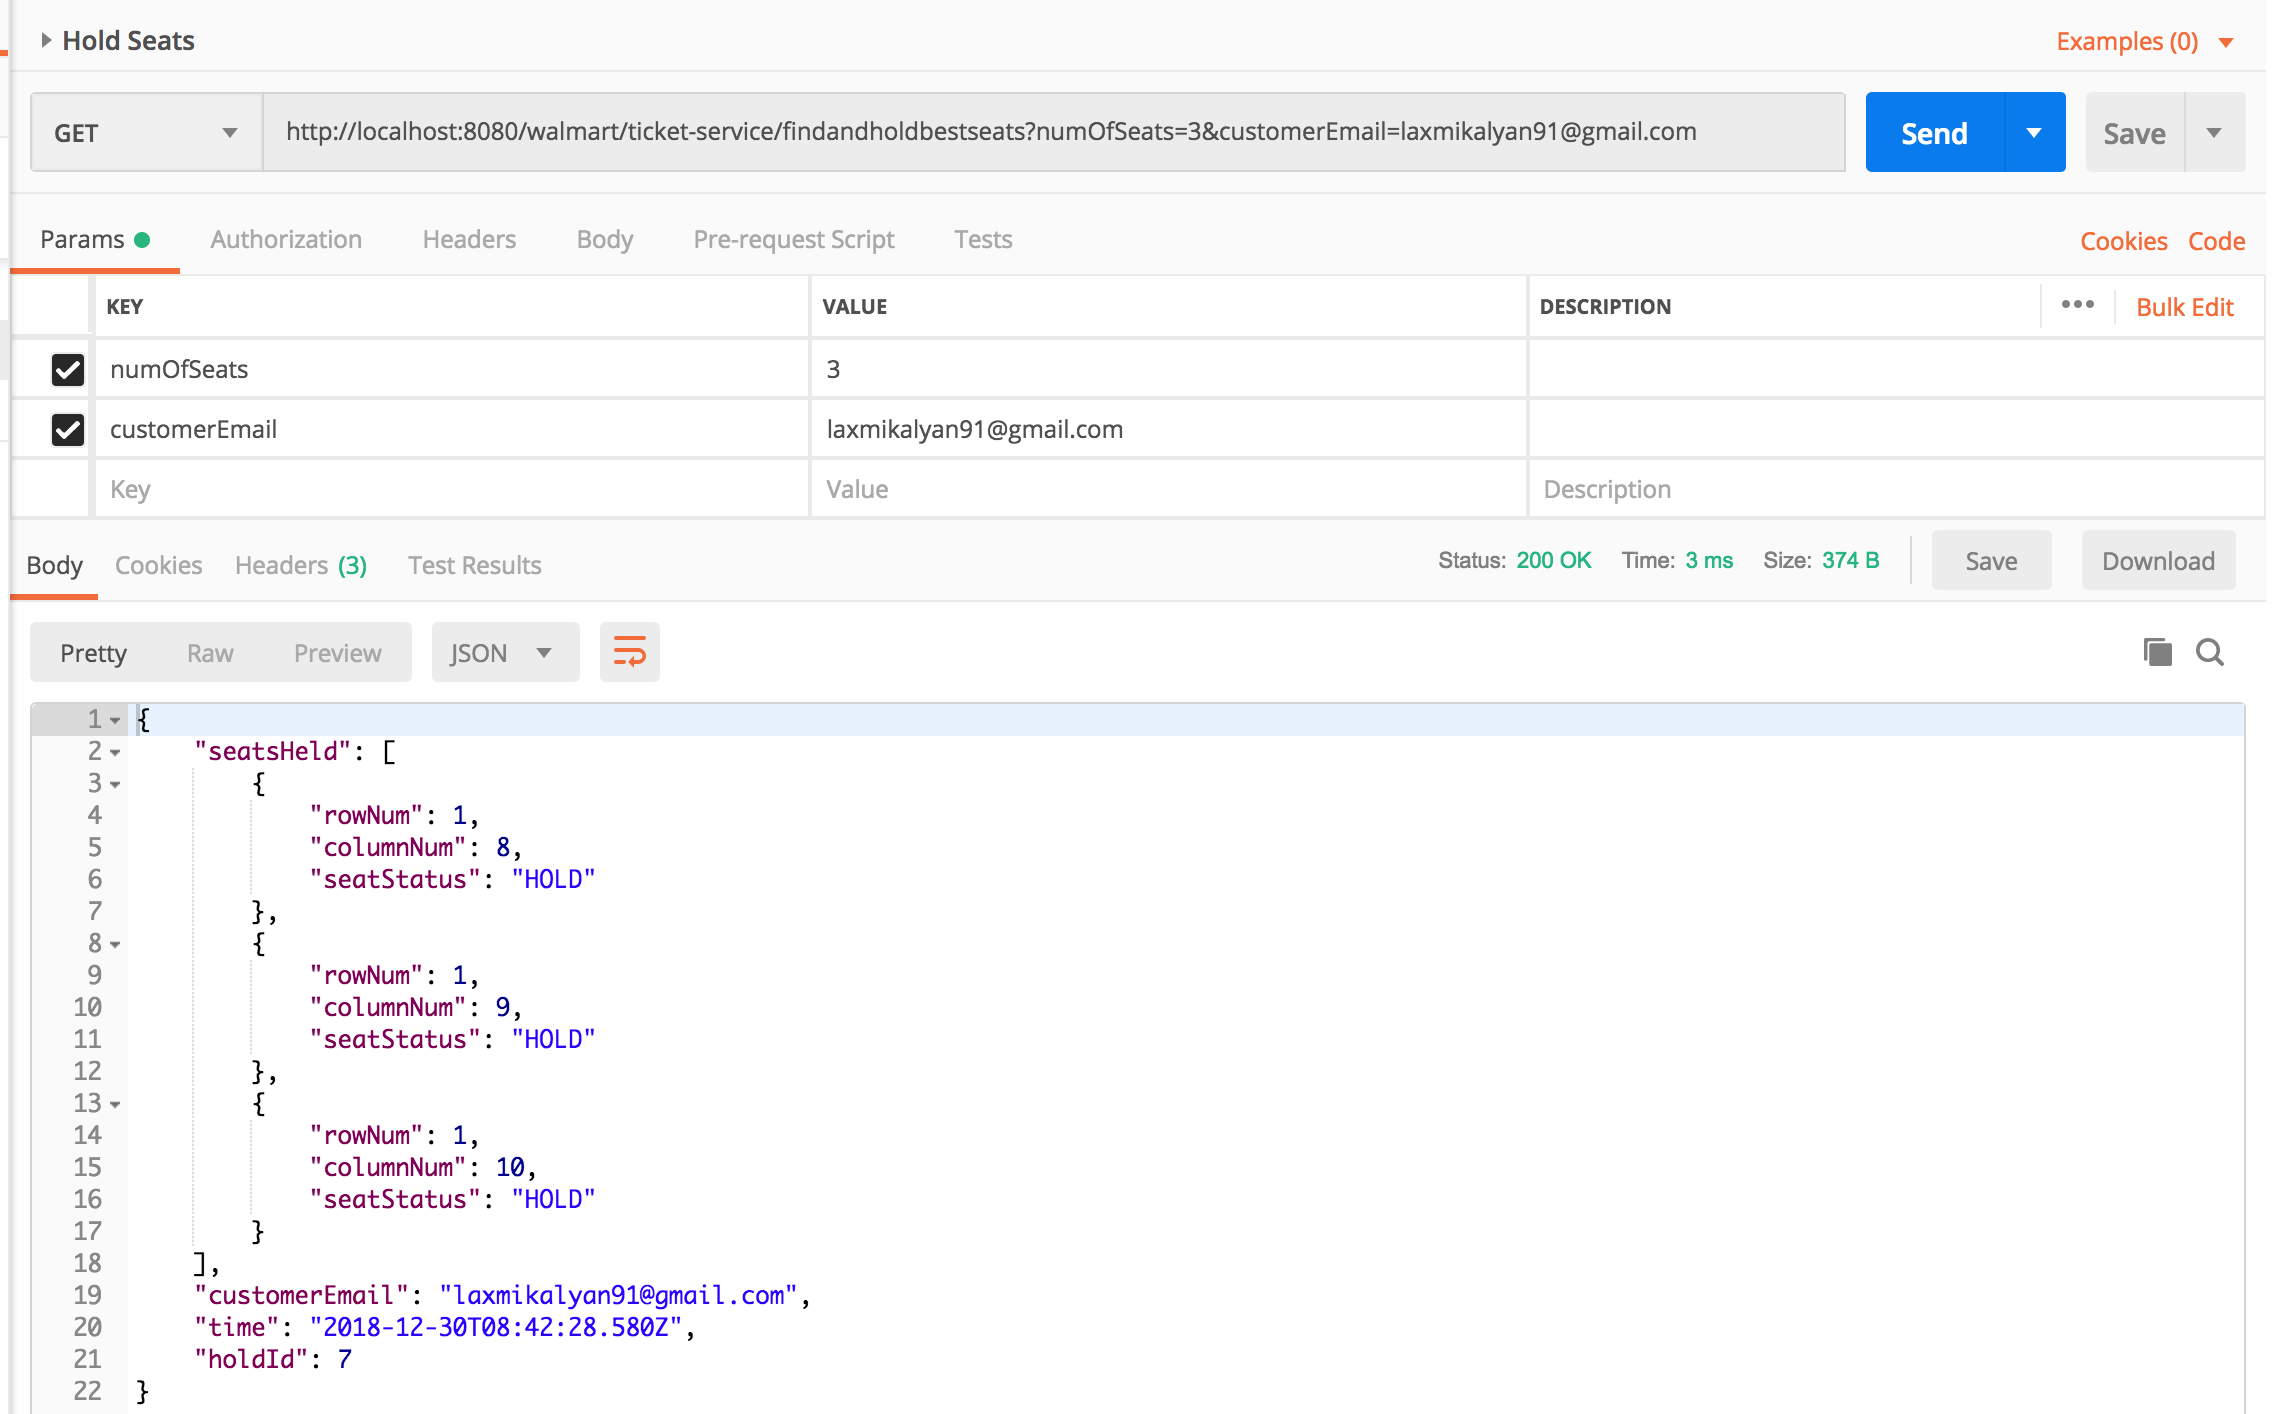 Hold Seats
Examples (0)
GET http://localhost:8080/walmart/ticket-service/findandholdbestseats?numOfSeats=3&customerEmail=laxmikalyan91@gmail.com Send Save
Params Authorization Headers Body Pre-request Script Tests Cookies Code
KEY VALUE DESCRIPTION ••• Bulk Edit
numOfSeats 3
customerEmail laxmikalyan91@gmail.com
Key Value Description
Body Cookies Headers (3) Test Results Status: 200 OK Time: 3 ms Size: 374 B Save Download
Pretty Raw Preview JSON
1 {
2 "seatsHeld": [
3 {
4 "rowNum": 1,
5 "columnNum": 8,
6 "seatStatus": "HOLD"
7 },
8 {
9 "rowNum": 1,
10 "columnNum": 9,
11 "seatStatus": "HOLD"
12 },
13 {
14 "rowNum": 1,
15 "columnNum": 10,
16 "seatStatus": "HOLD"
17 }
18 ],
19 "customerEmail": "laxmikalyan91@gmail.com",
20 "time": "2018-12-30T08:42:28.580Z",
21 "holdId": 7
22 }